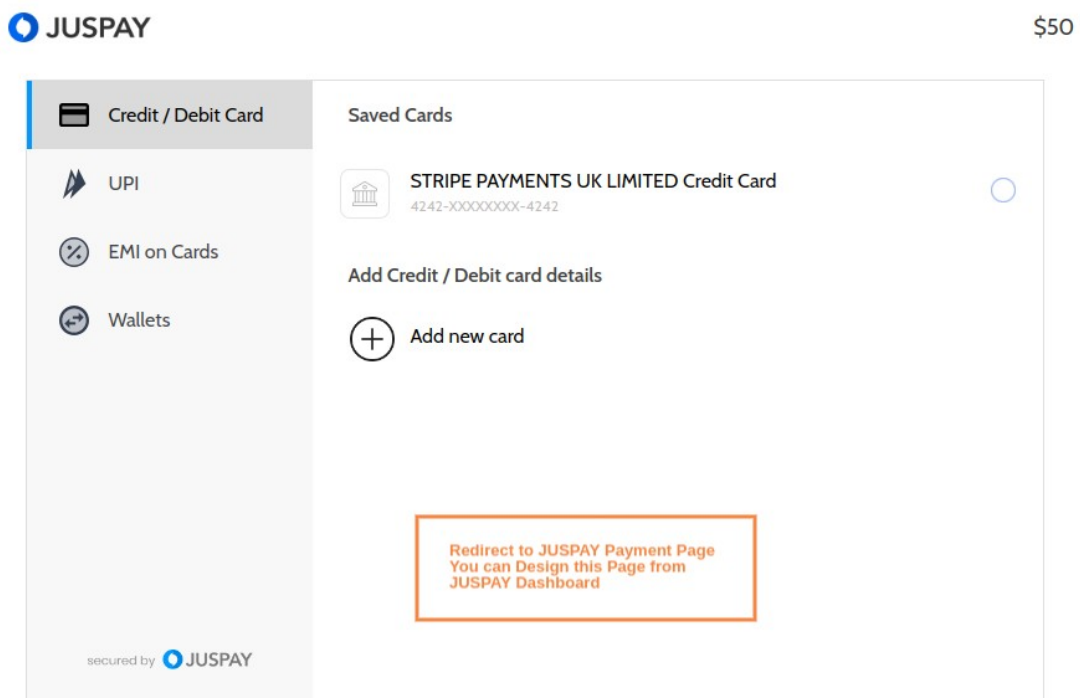 JUSPAY
$50
Credit / Debit Card
UPI
EMI on Cards
Wallets
secured by JUSPAY
Saved Cards
STRIPE PAYMENTS UK LIMITED Credit Card
4242-XXXXXXXX-4242
Add Credit / Debit card details
Add new card
Redirect to JUSPAY Payment Page
You can Design this Page from
JUSPAY Dashboard